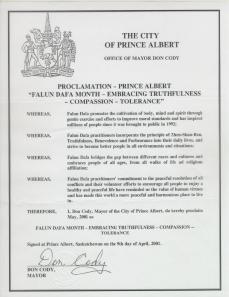 THE CITY
OF PRINCE ALBERT
OFFICE OF MAYOR DON CODY
PROCLAMATION - PRINCE ALBERT
"FALUN DAFA MONTH – EMBRACING TRUTHFULNESS
– COMPASSION – TOLERANCE"
WHEREAS, Falun Dafa promotes the cultivation of body, mind and spirit through
gentle exercises and efforts to improve moral standards and has inspired
millions of people since it was brought to public in 1992;
WHEREAS, Falun Dafa practitioners incorporate the principle of Zhen-Shan-Ren,
Truthfulness, Benevolence and Forbearance into their daily lives, and
strive to become better people in all environments and situations;
WHEREAS, Falun Dafa bridges the gap between different races and cultures and
embraces people of all ages, from all walks of life or religious
affiliation;
WHEREAS, Falun Dafa practitioners' commitment to the peaceful resolution of all
conflicts and their volunteer efforts to encourage all people to enjoy a
healthy and peaceful life have reminded us the value of human virtues
and has made this world a more peaceful and harmonious place to live
in.
THEREFORE, I, Don Cody, Mayor of the City of Prince Albert, do hereby proclaim
May, 2001 as
FALUN DAFA MONTH – EMBRACING TRUTHFULNESS – COMPASSION –
TOLERANCE
Signed at Prince Albert, Saskatchewan on the 9th day of April, 2001.
Don Cody
DON CODY,
MAYOR